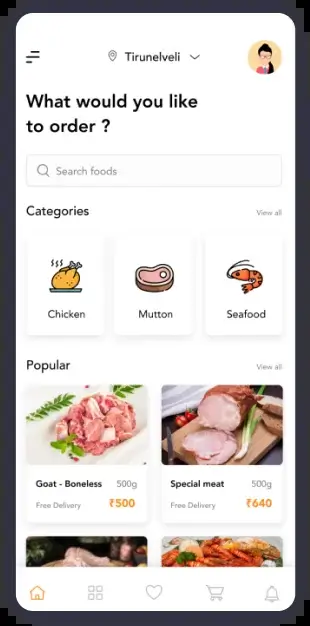 Tirunelveli
What would you like
to order ?
Search foods
Categories
View all
Chicken
Mutton
Seafood
Popular
View all
Goat - Boneless
500g
Free Delivery
₹500
Special meat
500g
Free Delivery
₹640